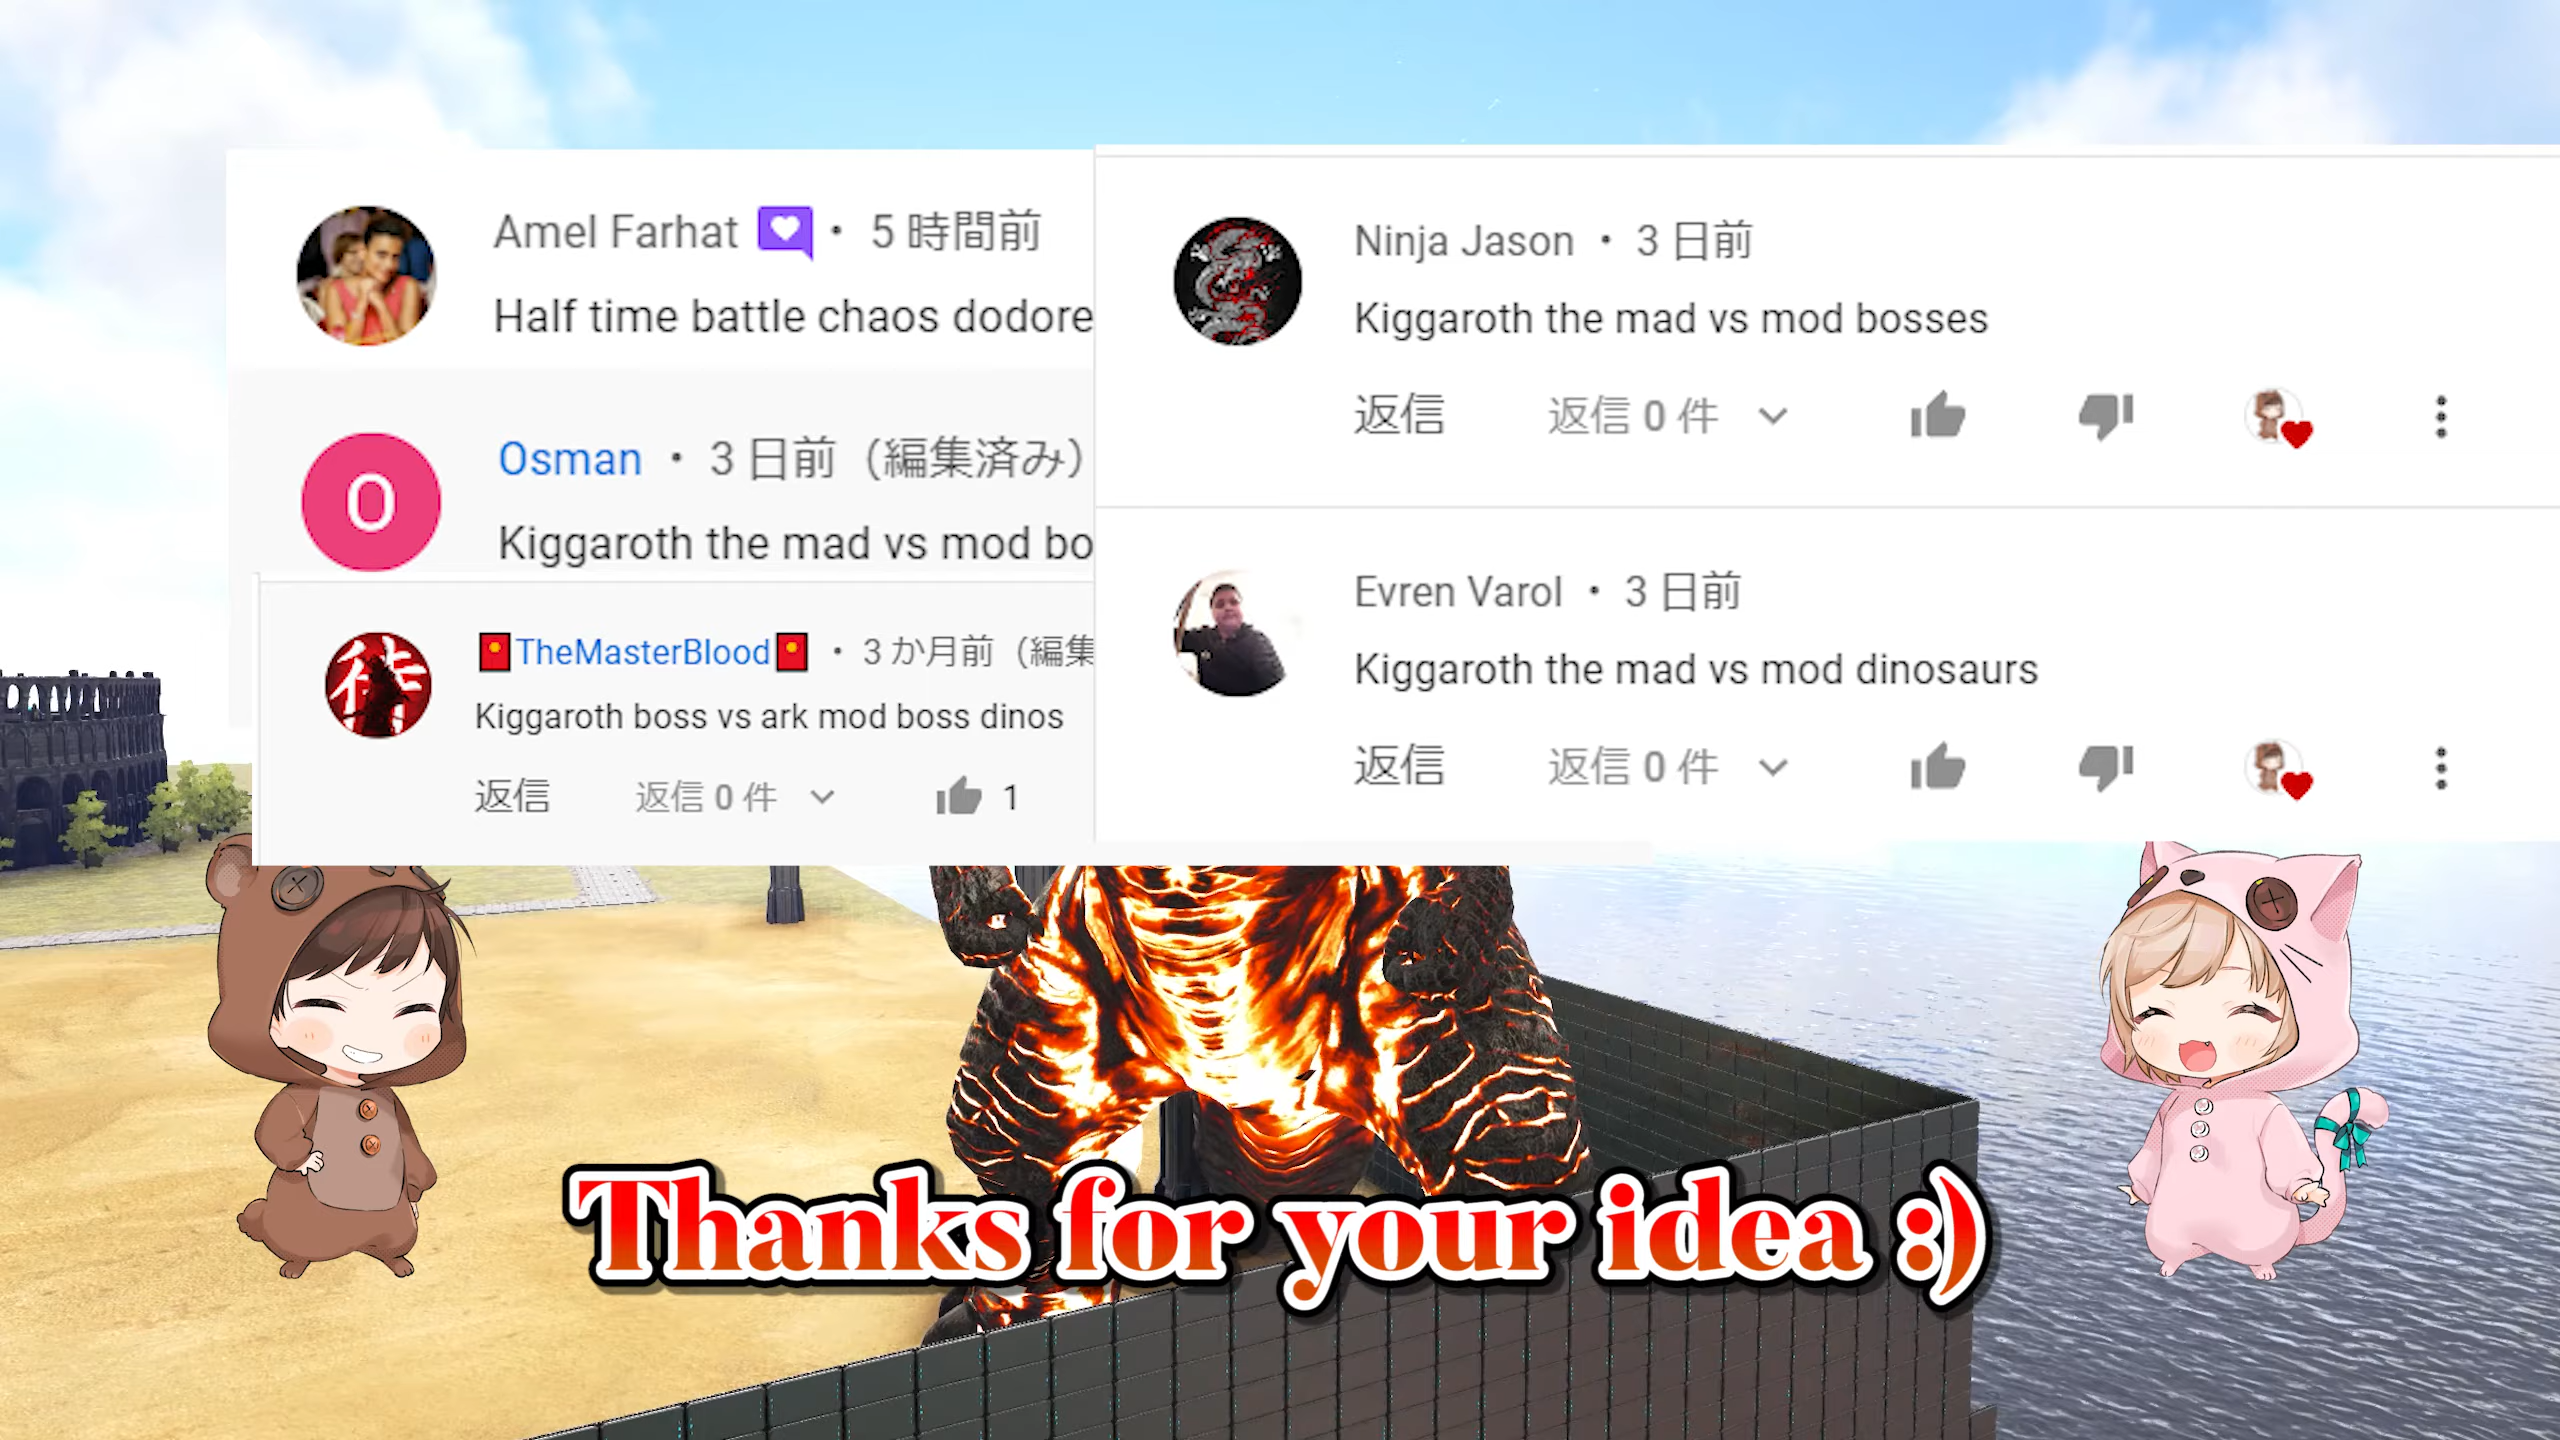 Amel Farhat • 5 時間前
Half time battle chaos dodore
O
Osman • 3 日前（編集済み）
Kiggaroth the mad vs mod bo
TheMasterBlood • 3 か月前（編集
Kiggaroth boss vs ark mod boss dinos
返信 返信 0 件 1
Ninja Jason • 3 日前
Kiggaroth the mad vs mod bosses
返信 返信 0 件
Evren Varol • 3 日前
Kiggaroth the mad vs mod dinosaurs
返信 返信 0 件
Thanks for your idea :)